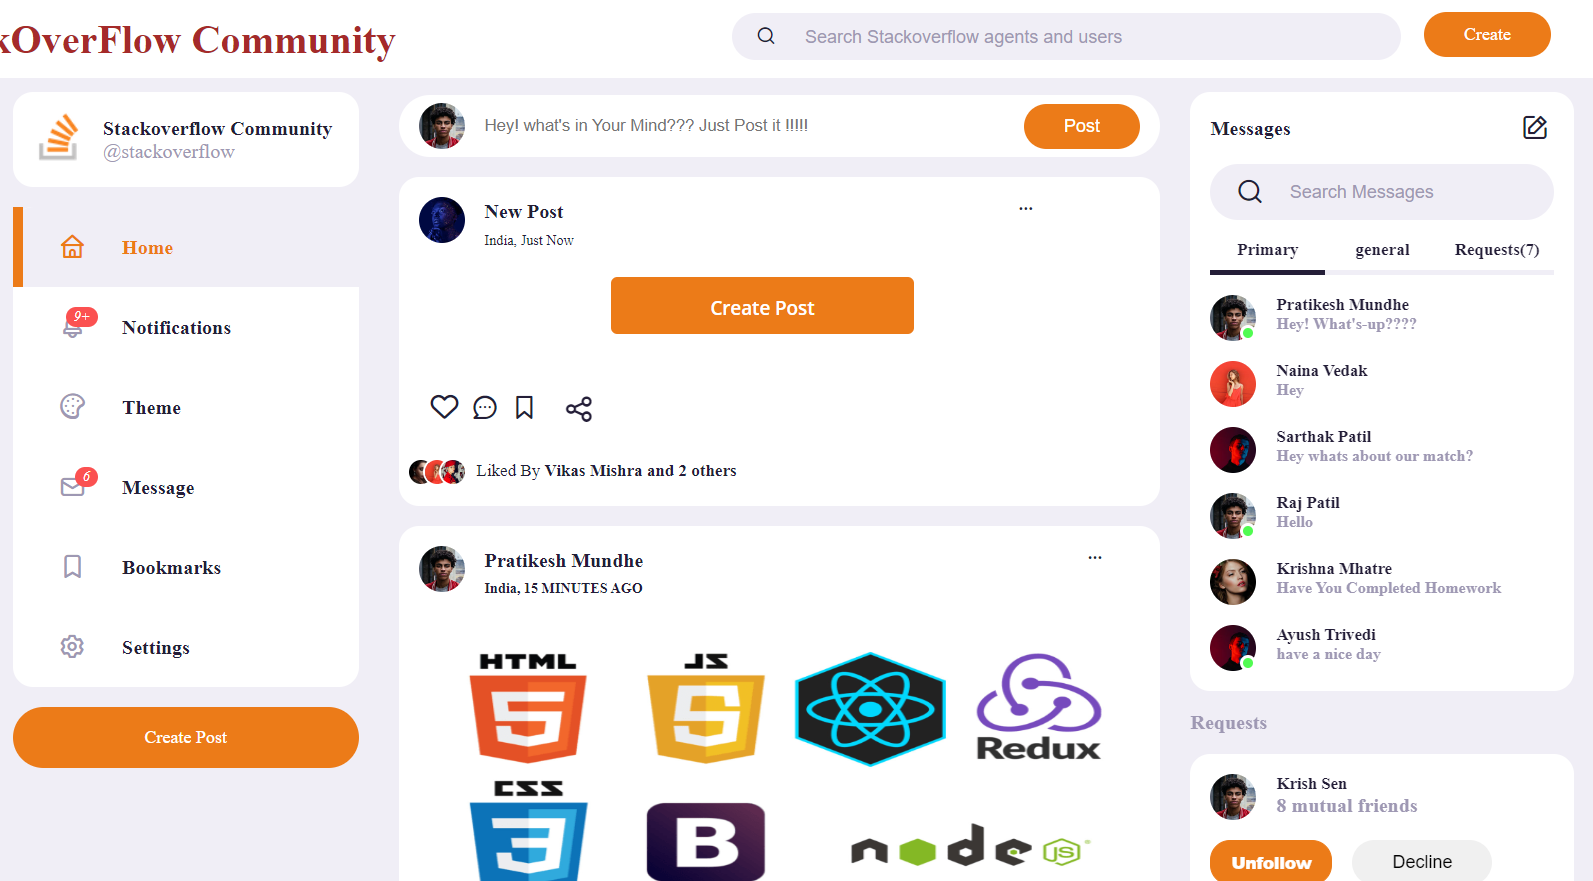 kOverFlow Community
Search Stackoverflow agents and users
Create
Stackoverflow Community
@stackoverflow
Home
9+
Notifications
Theme
6
Message
Bookmarks
Settings
Create Post
Hey! what's in Your Mind??? Just Post it !!!!!
Post
New Post
...
India, Just Now
Create Post
Liked By Vikas Mishra and 2 others
Pratikesh Mundhe
...
India, 15 MINUTES AGO
HTML
5
JS
5
Redux
CSS
3
B
node
JS
Messages
Search Messages
Primary general Requests(7)
Pratikesh Mundhe
Hey! What's-up????
Naina Vedak
Hey
Sarthak Patil
Hey whats about our match?
Raj Patil
Hello
Krishna Mhatre
Have You Completed Homework
Ayush Trivedi
have a nice day
Requests
Krish Sen
8 mutual friends
Unfollow Decline